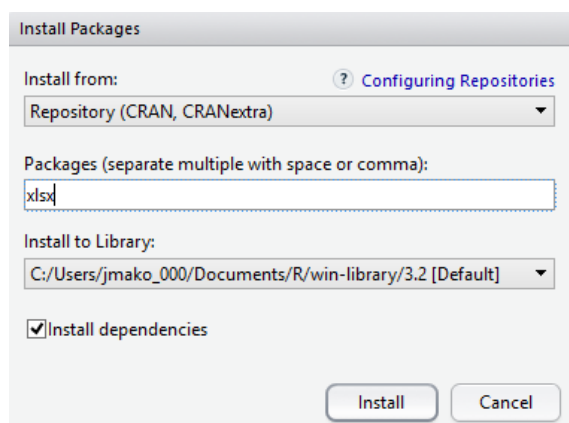 Install Packages
Install from:
? Configuring Repositories
Repository (CRAN, CRANextra)
Packages (separate multiple with space or comma):
xlsx
Install to Library:
C:/Users/jmako_000/Documents/R/win-library/3.2 [Default]
Install dependencies
Install
Cancel